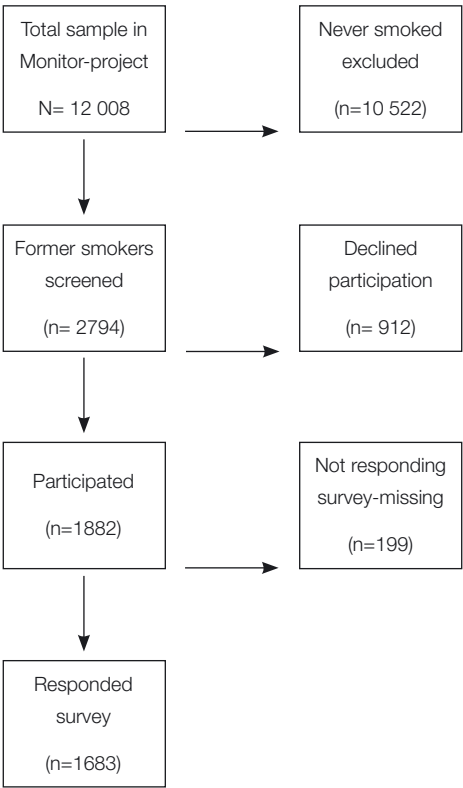 Total sample in
Monitor-project
N= 12 008
Never smoked
excluded
(n=10 522)
Former smokers
screened
(n= 2794)
Declined
participation
(n= 912)
Participated
(n=1882)
Not responding
survey-missing
(n=199)
Responded
survey
(n=1683)